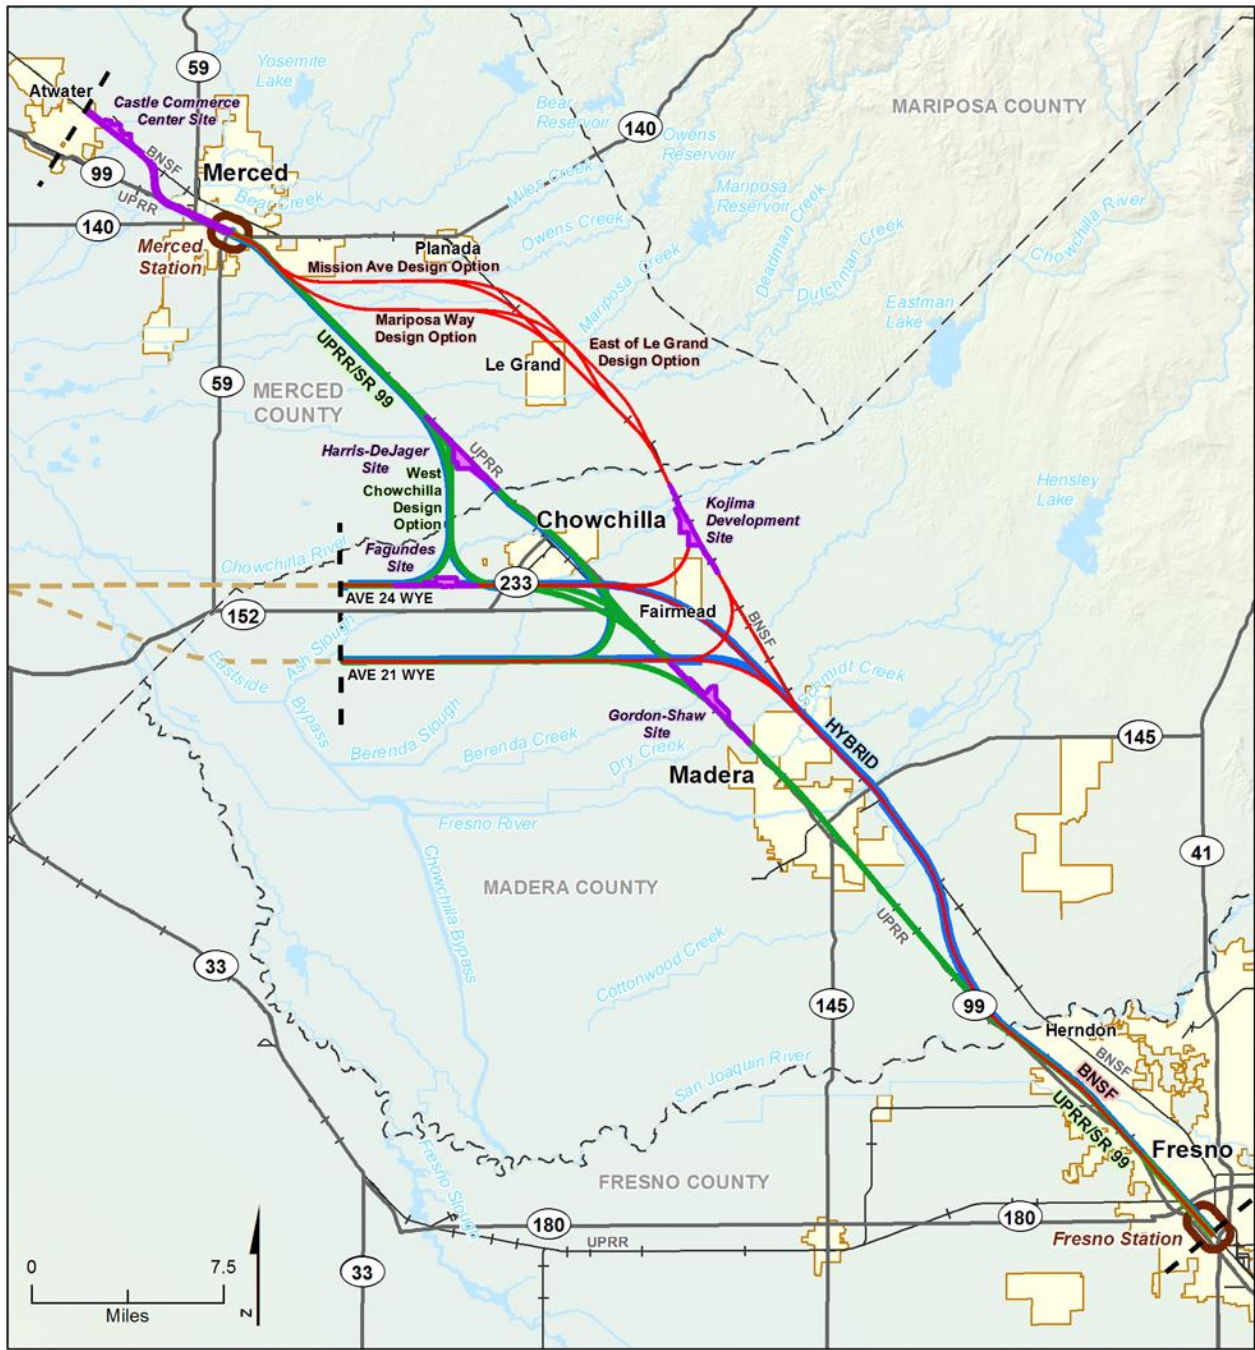 59
Yosemite
Lake
Atwater
Castle Commerce
Center Site
MARIPOSA COUNTY
Bear
Reservoir
140
Owens
Reservoir
BNSF
99
Merced
UPRR
Bear Creek
Miles Creek
Mariposa
Reservoir
Deadman Creek
Chowchilla River
140
Owens Creek
Dutchman Creek
Merced
Station
Planada
Mission Ave Design Option
Mariposa Creek
Eastman
Lake
Mariposa Way
Design Option
UPRR/SR 99
East of Le Grand
Design Option
Le Grand
59
MERCED
COUNTY
Harris-DeJager
Site
UPRR
West
Chowchilla
Design
Option
Hensley
Lake
Kojima
Development
Site
Chowchilla
Chowchilla River
Fagundes
Site
233
AVE 24 WYE
152
Fairmead
BNSF
Ash Slough
Eastside
Bypass
AVE 21 WYE
Schmidt Creek
Gordon-Shaw
Site
Berenda Slough
Berenda Creek
Dry Creek
HYBRID
145
Madera
Fresno River
41
Chowchilla Bypass
MADERA COUNTY
UPRR
33
Cottonwood Creek
145
99
Herndon
San Joaquin River
BNSF
BNSF
UPRR/SR 99
Fresno
Fresno Slough
FRESNO COUNTY
180
180
UPRR
Fresno Station
33
0
7.5
Miles
N